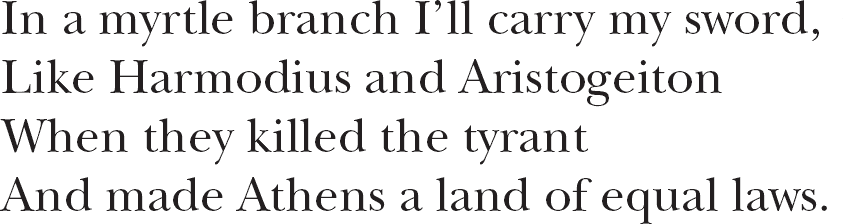 In a myrtle branch I’ll carry my sword,
Like Harmodius and Aristogeiton
When they killed the tyrant
And made Athens a land of equal laws.